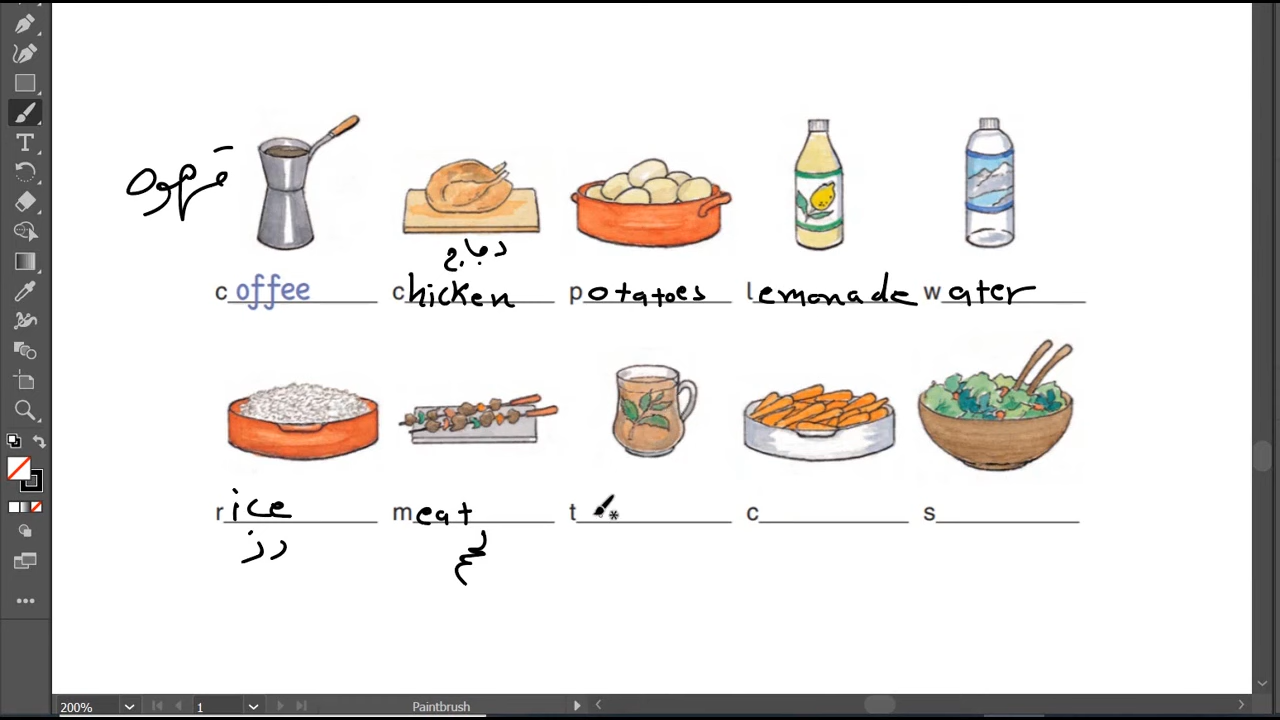 قهوة
دجاج
coffee chicken potatoes lemonade water
rice meat t c s
رز لحم
200% 1 Paintbrush